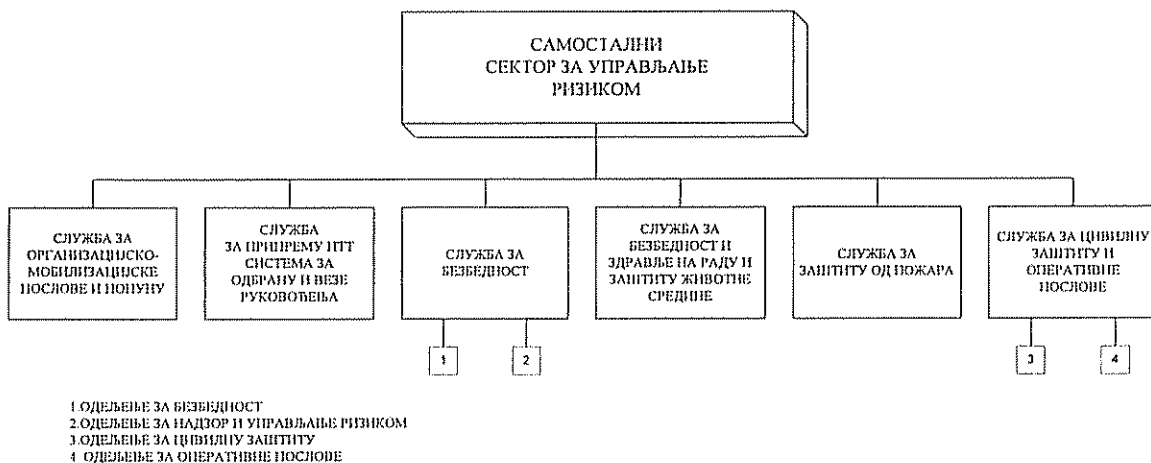 САМОСТАЛНИ
СЕКТОР ЗА УПРАВЉАЊЕ
РИЗИКОМ
СЛУЖБА ЗА
ОРГАНИЗАЦИЈСКО-
МОБИЛИЗАЦИЈСКЕ
ПОСЛОВЕ И ПОПУНУ
СЛУЖБА
ЗА ПРИПРЕМУ ПТТ
СИСТЕМА ЗА
ОДБРАНУ И ВЕЗЕ
РУКОВОЂЕЊА
СЛУЖБА ЗА
БЕЗБЕДНОСТ
СЛУЖБА ЗА
БЕЗБЕДНОСТ И
ЗДРАВЉЕ НА РАДУ И
ЗАШТИТУ ЖИВОТНЕ
СРЕДИНЕ
СЛУЖБА ЗА
ЗАШТИТУ ОД ПОЖАРА
СЛУЖБА ЗА ЦИВИЛНУ
ЗАШТИТУ И
ОПЕРАТИВНЕ
ПОСЛОВЕ
1
2
3
4
1.ОДЕЉЕЊЕ ЗА БЕЗБЕДНОСТ
2.ОДЕЉЕЊЕ ЗА НАДЗОР И УПРАВЉАЊЕ РИЗИКОМ
3.ОДЕЉЕЊЕ ЗА ЦИВИЛНУ ЗАШТИТУ
4. ОДЕЉЕЊЕ ЗА ОПЕРАТИВНЕ ПОСЛОВЕ